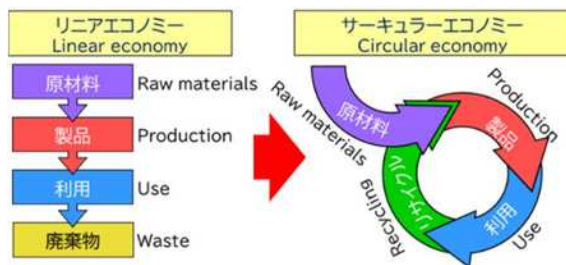 リニアエコノミー
Linear economy
原材料 Raw materials
製品 Production
利用 Use
廃棄物 Waste
サーキュラーエコノミー
Circular economy
原材料
Raw materials
製品
Production
利用
Use
リサイクル
Recycling